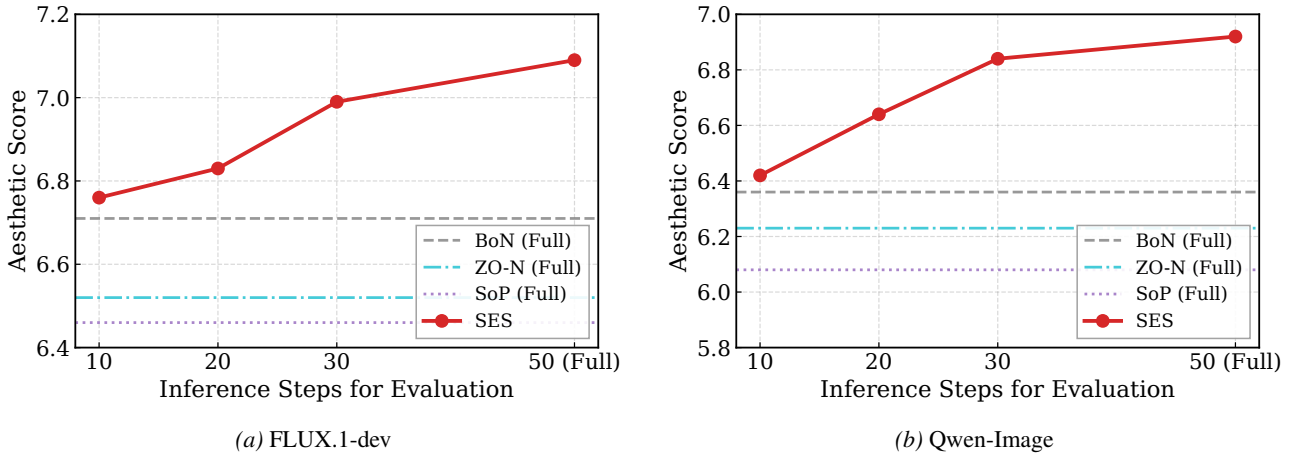 7.2
7.0
6.8
6.6
6.4
Aesthetic Score
BoN (Full)
ZO-N (Full)
SoP (Full)
SES
10
20
30
50 (Full)
Inference Steps for Evaluation
(a) FLUX.1-dev
7.0
6.8
6.6
6.4
6.2
6.0
5.8
Aesthetic Score
BoN (Full)
ZO-N (Full)
SoP (Full)
SES
10
20
30
50 (Full)
Inference Steps for Evaluation
(b) Qwen-Image